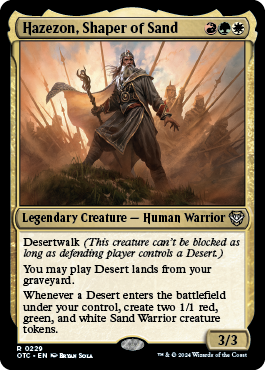 Hazezon, Shaper of Sand
Legendary Creature — Human Warrior
Desertwalk (This creature can't be blocked as
long as defending player controls a Desert.)
You may play Desert lands from your
graveyard.
Whenever a Desert enters the battlefield
under your control, create two 1/1 red,
green, and white Sand Warrior creature
tokens.
3/3
R 0229
OTC • EN Bryan Sola
™ & © 2024 Wizards of the Coast